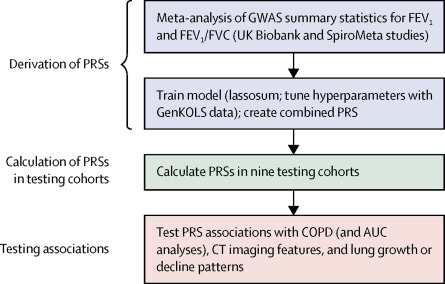 Meta-analysis of GWAS summary statistics for FEV₁
and FEV₁/FVC (UK Biobank and SpiroMeta studies)
Derivation of PRSs
Train model (lassosum; tune hyperparameters with
GenKOLS data); create combined PRS
Calculation of PRSs
in testing cohorts
Calculate PRSs in nine testing cohorts
Testing associations
Test PRS associations with COPD (and AUC
analyses), CT imaging features, and lung growth or
decline patterns